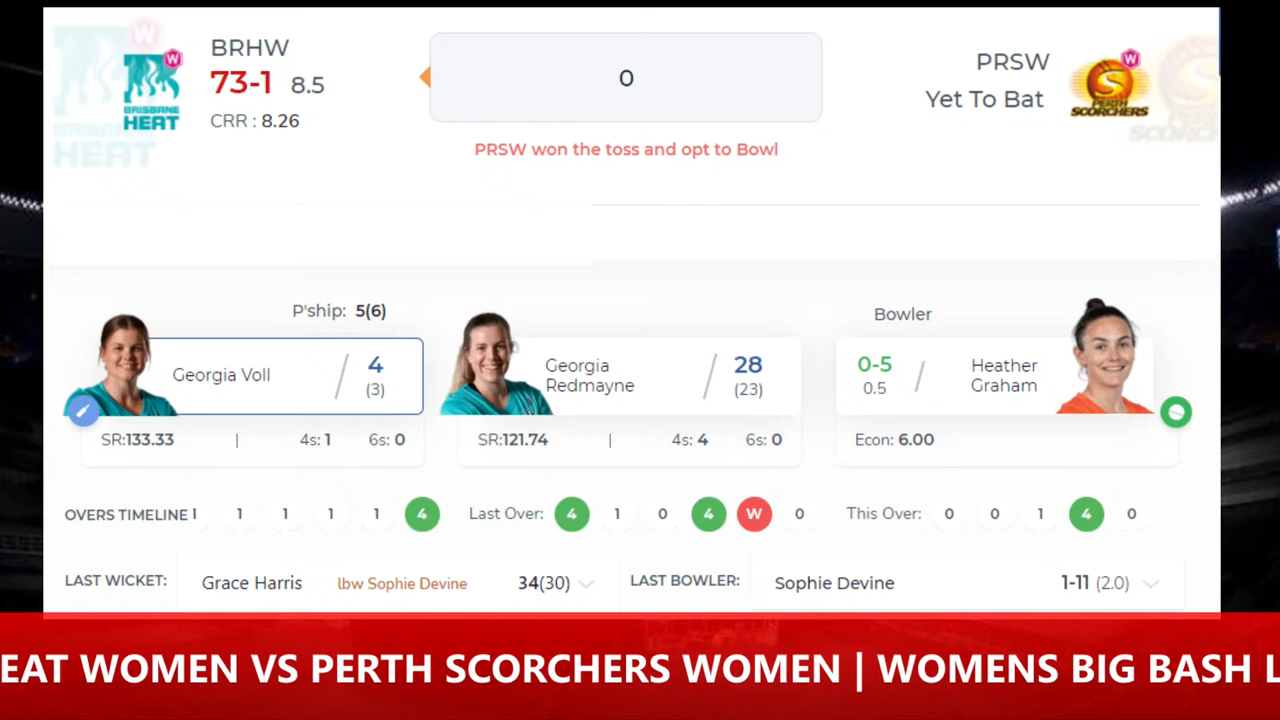 BRHW
73-1 8.5
CRR : 8.26
W
BRISBANE
HEAT
0
PRSW won the toss and opt to Bowl
PRSW
Yet To Bat
W
S
PERTH
SCORCHERS
P'ship: 5(6)
Georgia Voll
4
(3)
SR:133.33 | 4s: 1 6s: 0
Georgia
Redmayne
28
(23)
SR:121.74 | 4s: 4 6s: 0
Bowler
0-5
0.5
Heather
Graham
Econ: 6.00
OVERS TIMELINE 1 1 1 1 1 4 Last Over: 4 1 0 4 W 0 This Over: 0 0 1 4 0
LAST WICKET: Grace Harris lbw Sophie Devine 34(30) LAST BOWLER: Sophie Devine 1-11 (2.0)
EAT WOMEN VS PERTH SCORCHERS WOMEN | WOMENS BIG BASH L